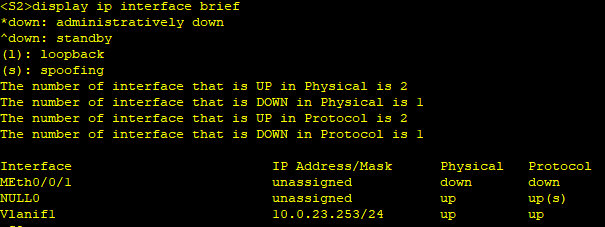 <S2>display ip interface brief
*down: administratively down
^down: standby
(l): loopback
(s): spoofing
The number of interface that is UP in Physical is 2
The number of interface that is DOWN in Physical is 1
The number of interface that is UP in Protocol is 2
The number of interface that is DOWN in Protocol is 1
Interface IP Address/Mask Physical Protocol
MEth0/0/1 unassigned down down
NULL0 unassigned up up(s)
Vlanif1 10.0.23.253/24 up up